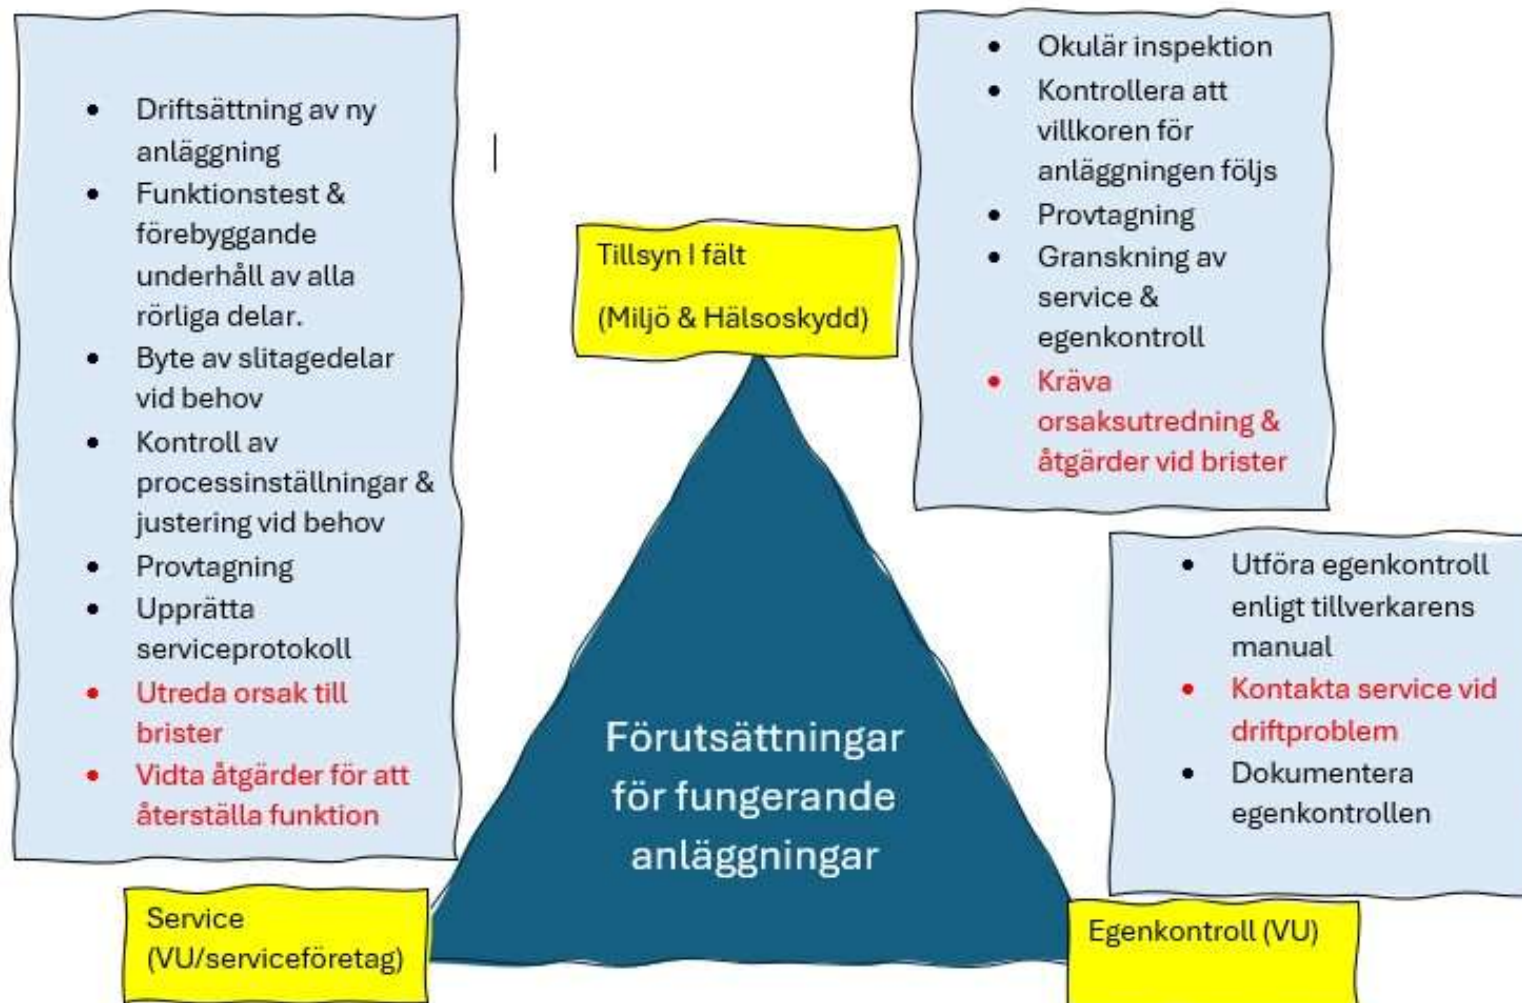 Driftsättning av ny
anläggning
Funktionstest &
förebyggande
underhåll av alla
rörliga delar.
Byte av slitagedelar
vid behov
Kontroll av
processinställningar &
justering vid behov
Provtagning
Upprätta
serviceprotokoll
Utreda orsak till
brister
Vidta åtgärder för att
återställa funktion
Service
(VU/serviceföretag)
Tillsyn I fält
(Miljö & Hälsoskydd)
Förutsättningar
för fungerande
anläggningar
Okulär inspektion
Kontrollera att
villkoren för
anläggningen följs
Provtagning
Granskning av
service &
egenkontroll
Kräva
orsaksutredning &
åtgärder vid brister
Utföra egenkontroll
enligt tillverkarens
manual
Kontakta service vid
driftproblem
Dokumentera
egenkontrollen
Egenkontroll (VU)